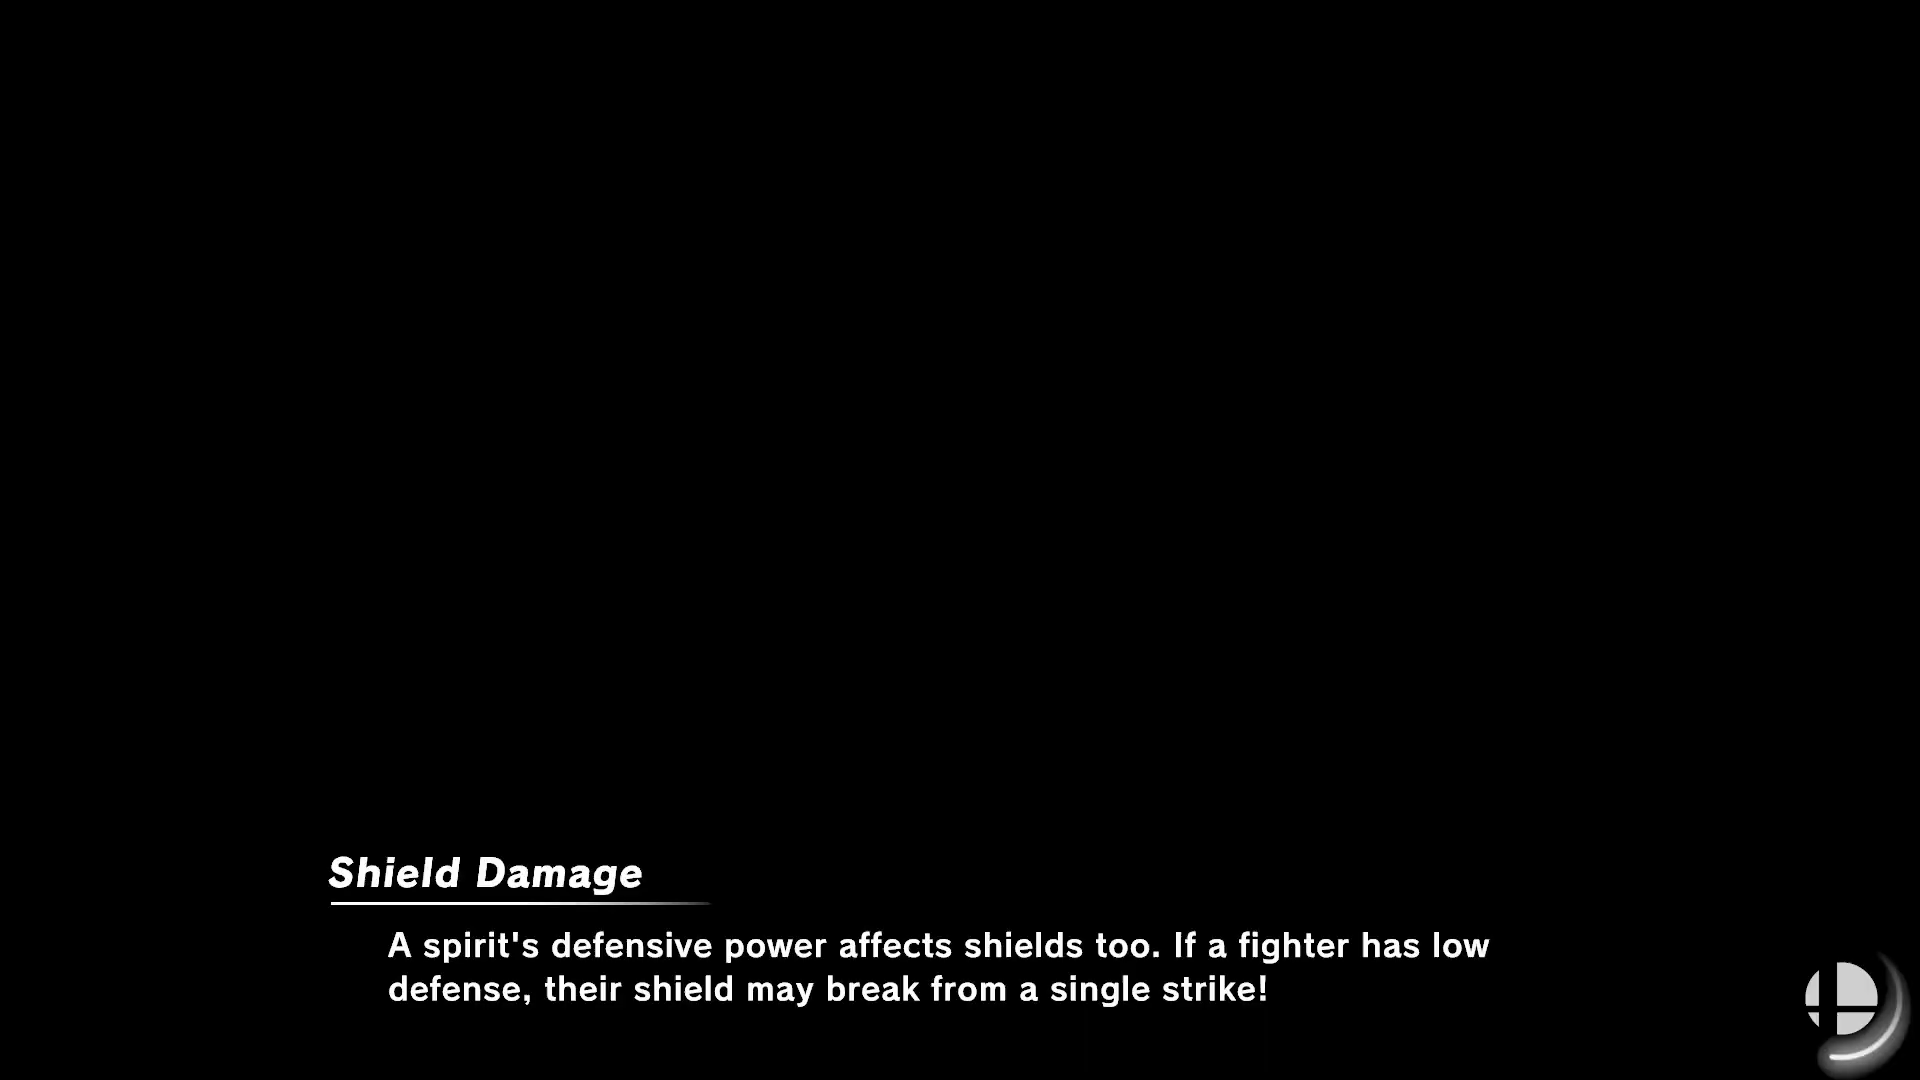 Shield Damage
A spirit's defensive power affects shields too. If a fighter has low
defense, their shield may break from a single strike!